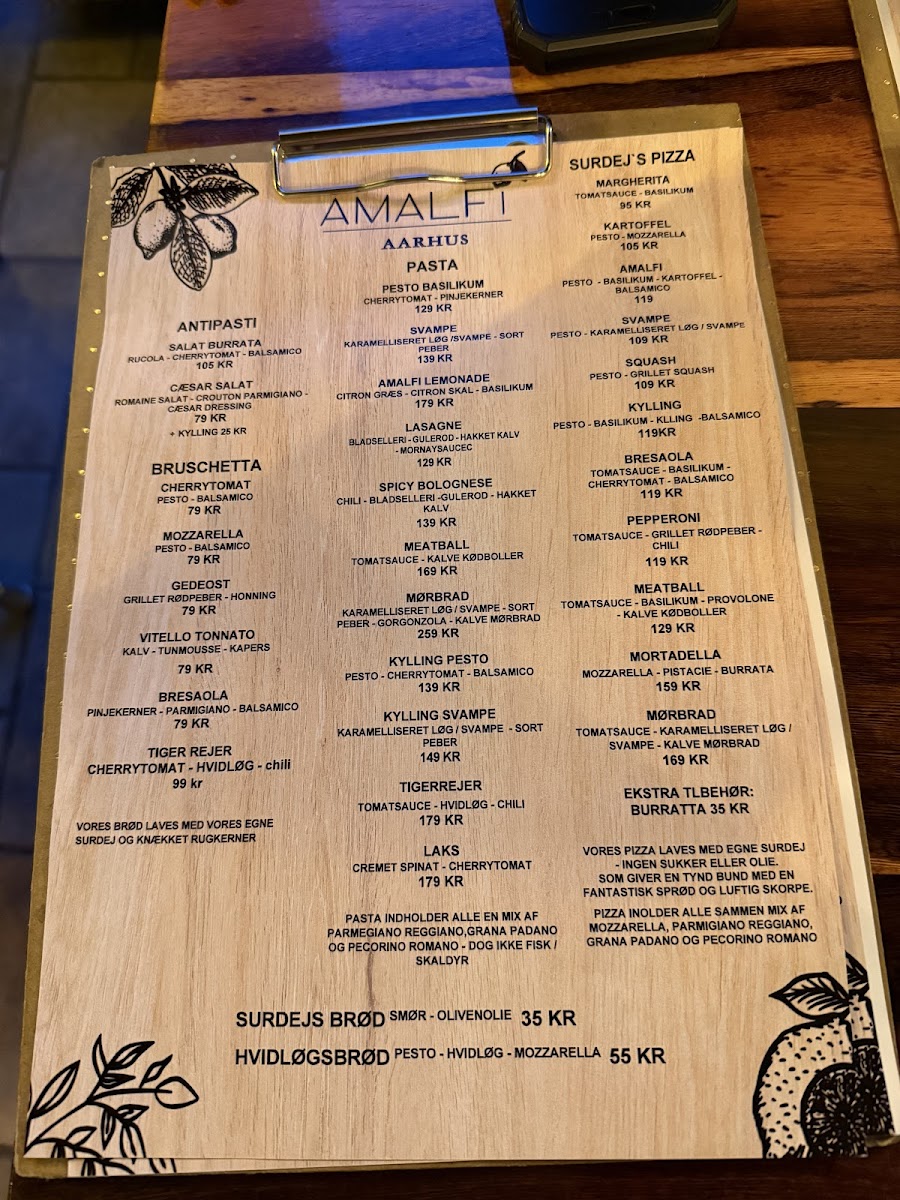 AMALFI
AARHUS
ANTIPASTI
SALAT BURRATA
RUCOLA - CHERRYTOMAT - BALSAMICO
105 KR
CÆSAR SALAT
ROMAINE SALAT - CROUTON PARMIGIANO -
CÆSAR DRESSING
79 KR
+ KYLLING 25 KR
BRUSCHETTA
CHERRYTOMAT
PESTO - BALSAMICO
79 KR
MOZZARELLA
PESTO - BALSAMICO
79 KR
GEDEOST
GRILLET RØDPEBER - HONNING
79 KR
VITELLO TONNATO
KALV - TUNMOUSSE - KAPERS
79 KR
BRESAOLA
PINJEKERNER - PARMIGIANO - BALSAMICO
79 KR
TIGER REJER
CHERRYTOMAT - HVIDLØG - chili
99 kr
VORES BRØD LAVES MED VORES EGNE
SURDEJ OG KNÆKKET RUGKERNER
PASTA
PESTO BASILIKUM
CHERRYTOMAT - PINJEKERNER
129 KR
SVAMPE
KARAMELLISERET LØG /SVAMPE - SORT
PEBER
139 KR
AMALFI LEMONADE
CITRON GRÆS - CITRON SKAL - BASILIKUM
179 KR
LASAGNE
BLADSELLERI - GULEROD - HAKKET KALV
- MORNAYSAUCEC
129 KR
SPICY BOLOGNESE
CHILI - BLADSELLERI -GULEROD - HAKKET
KALV
139 KR
MEATBALL
TOMATSAUCE - KALVE KØDBOLLER
169 KR
MØRBRAD
KARAMELLISERET LØG / SVAMPE - SORT
PEBER - GORGONZOLA - KALVE MØRBRAD
259 KR
KYLLING PESTO
PESTO - CHERRYTOMAT - BALSAMICO
139 KR
KYLLING SVAMPE
KARAMELLISERET LØG / SVAMPE - SORT
PEBER
149 KR
TIGERREJER
TOMATSAUCE - HVIDLØG - CHILI
179 KR
LAKS
CREMET SPINAT - CHERRYTOMAT
179 KR
PASTA INDHOLDER ALLE EN MIX AF
PARMEGIANO REGGIANO,GRANA PADANO
OG PECORINO ROMANO - DOG IKKE FISK /
SKALDYR
SURDEJ`S PIZZA
MARGHERITA
TOMATSAUCE - BASILIKUM
95 KR
KARTOFFEL
PESTO - MOZZARELLA
105 KR
AMALFI
PESTO - BASILIKUM - KARTOFFEL -
BALSAMICO
119
SVAMPE
PESTO - KARAMELLISERET LØG / SVAMPE
109 KR
SQUASH
PESTO - GRILLET SQUASH
109 KR
KYLLING
PESTO - BASILIKUM - KLLING -BALSAMICO
119KR
BRESAOLA
TOMATSAUCE - BASILIKUM -
CHERRYTOMAT - BALSAMICO
119 KR
PEPPERONI
TOMATSAUCE - GRILLET RØDPEBER -
CHILI
119 KR
MEATBALL
TOMATSAUCE - BASILIKUM - PROVOLONE
- KALVE KØDBOLLER
129 KR
MORTADELLA
MOZZARELLA - PISTACIE - BURRATA
159 KR
MØRBRAD
TOMATSAUCE - KARAMELLISERET LØG /
SVAMPE - KALVE MØRBRAD
169 KR
EKSTRA TLBEHØR:
BURRATTA 35 KR
VORES PIZZA LAVES MED EGNE SURDEJ
- INGEN SUKKER ELLER OLIE.
SOM GIVER EN TYND BUND MED EN
FANTASTISK SPRØD OG LUFTIG SKORPE.
PIZZA INOLDER ALLE SAMMEN MIX AF
MOZZARELLA, PARMIGIANO REGGIANO,
GRANA PADANO OG PECORINO ROMANO
SURDEJS BRØD SMØR - OLIVENOLIE 35 KR
HVIDLØGSBRØD PESTO - HVIDLØG - MOZZARELLA 55 KR